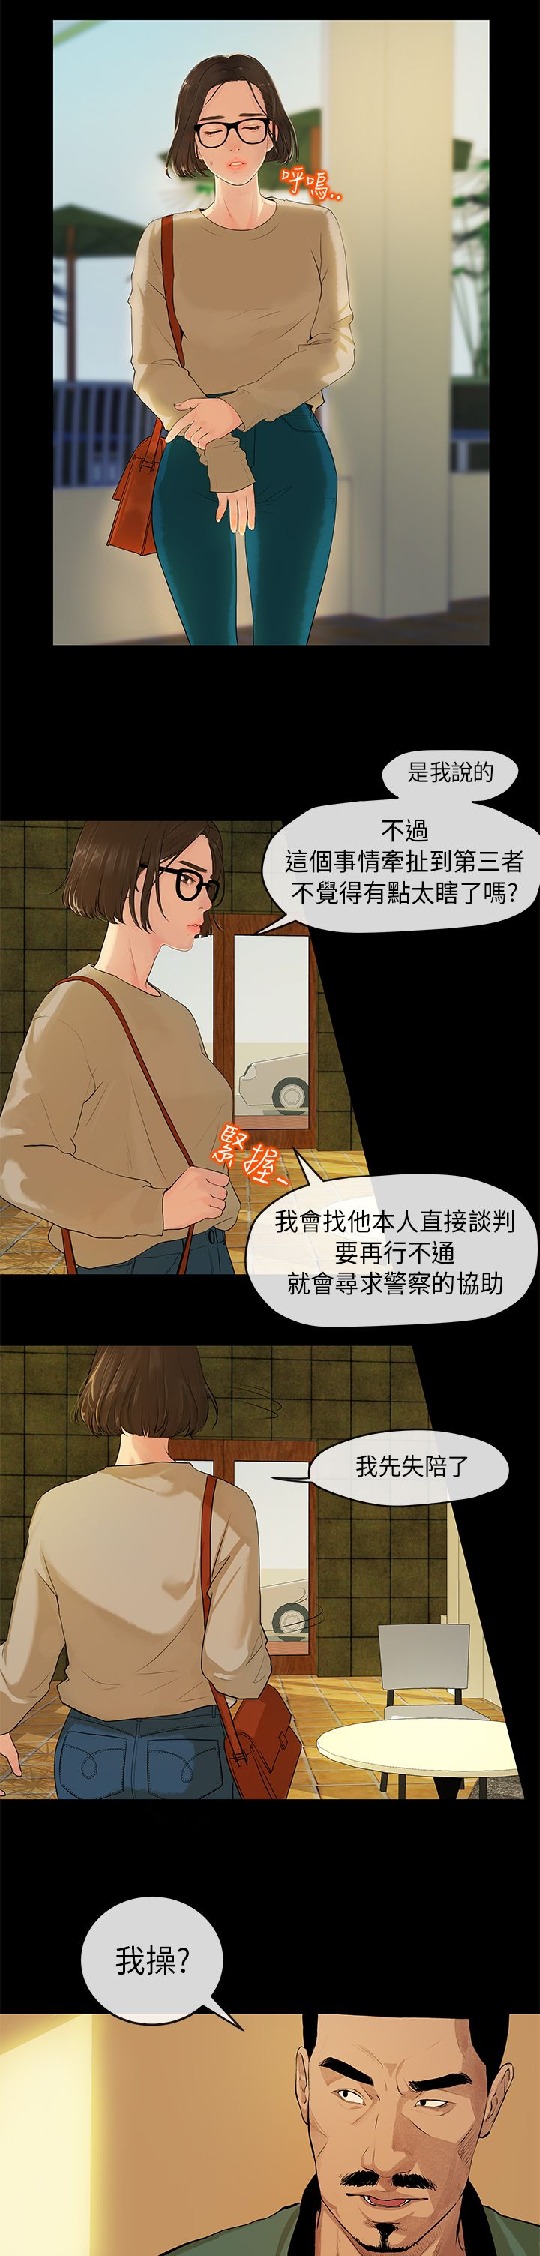 呼嗚..
是我說的
不過
這個事情牽扯到第三者
不覺得有點太瞎了嗎?
緊握-
我會找他本人直接談判
要再行不通
就會尋求警察的協助
我先失陪了
我操?